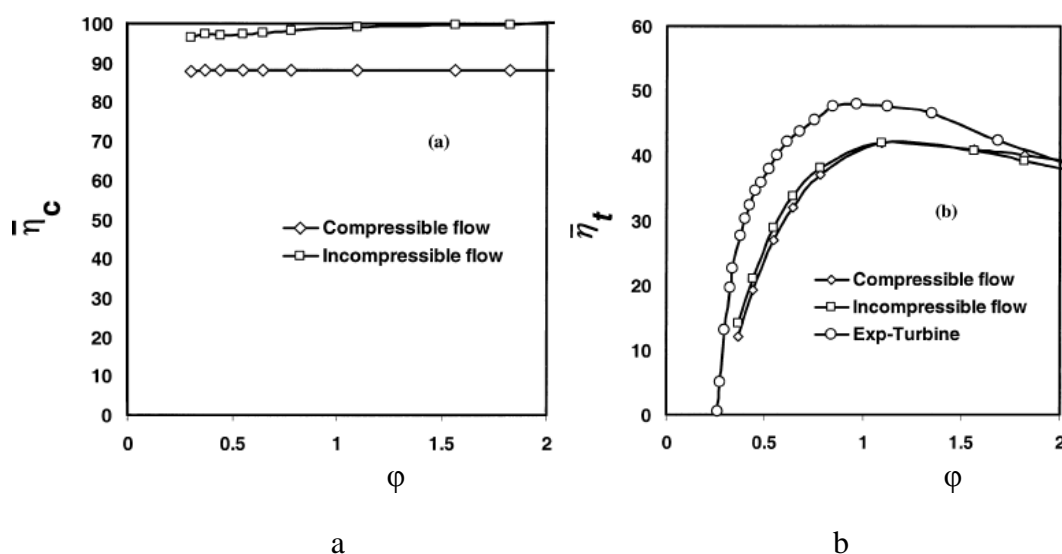 100
90
80
70
60
50
40
30
20
10
0
η̅c
(a)
Compressible flow
Incompressible flow
0 0.5 1 1.5 2
φ
a
60
50
40
30
20
10
0
η̅t
(b)
Compressible flow
Incompressible flow
Exp-Turbine
0 0.5 1 1.5 2
φ
b